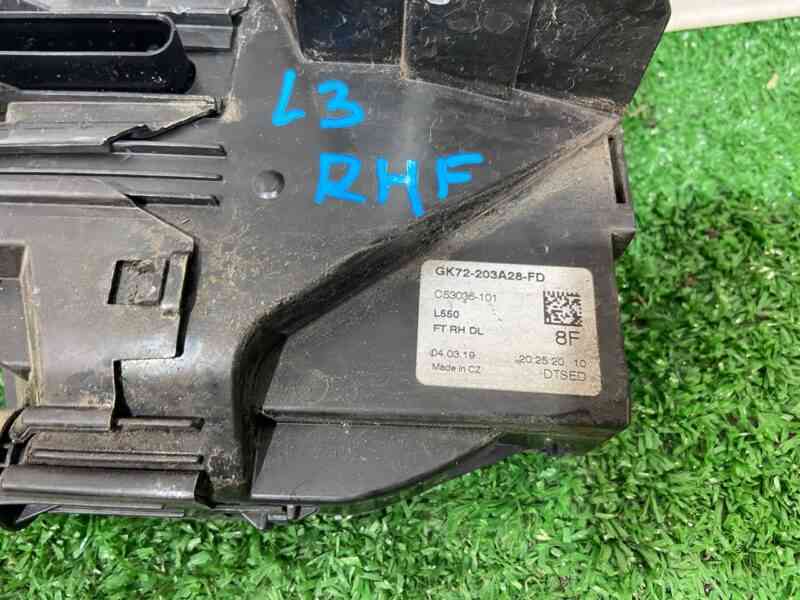 L3
RHF
GK72-203A28-FD
C53036-101
L550
FT RH DL
8F
04.03.19 20:25:20 10
Made in CZ DTSED